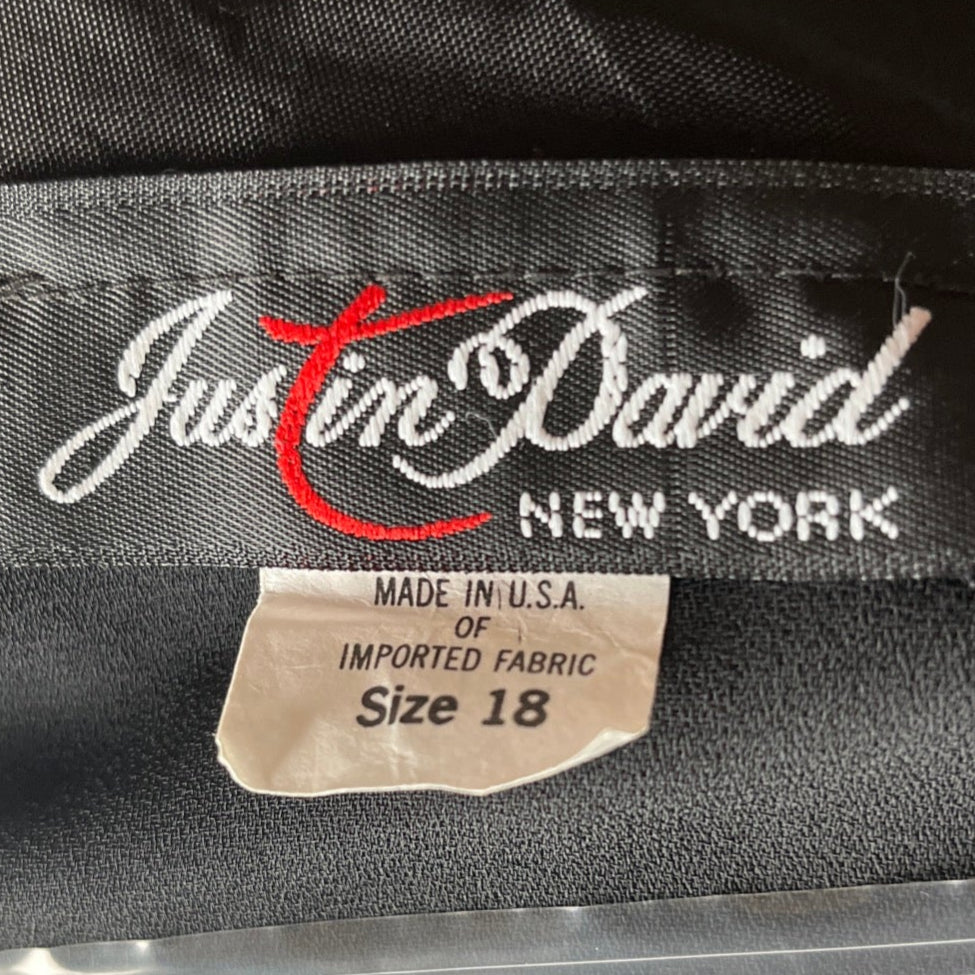 Justin David
NEW YORK
MADE IN U.S.A.
OF
IMPORTED FABRIC
Size 18